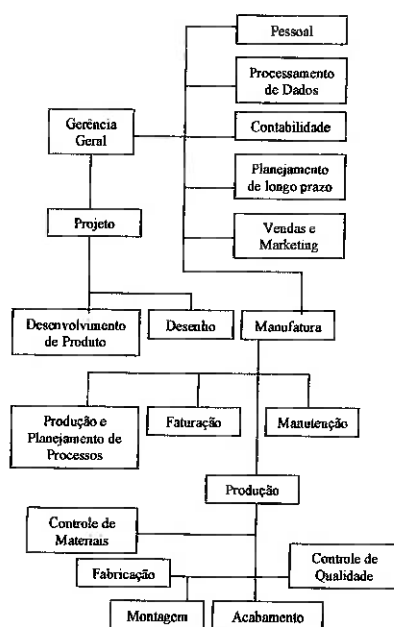 Pessoal
Processamento
de Dados
Gerência
Geral
Contabilidade
Planejamento
de longo prazo
Projeto
Vendas e
Marketing
Desenvolvimento
de Produto
Desenho
Manufatura
Produção e
Planejamento de
Processos
Faturação
Manutenção
Produção
Controle de
Materiais
Fabricação
Controle de
Qualidade
Montagem
Acabamento